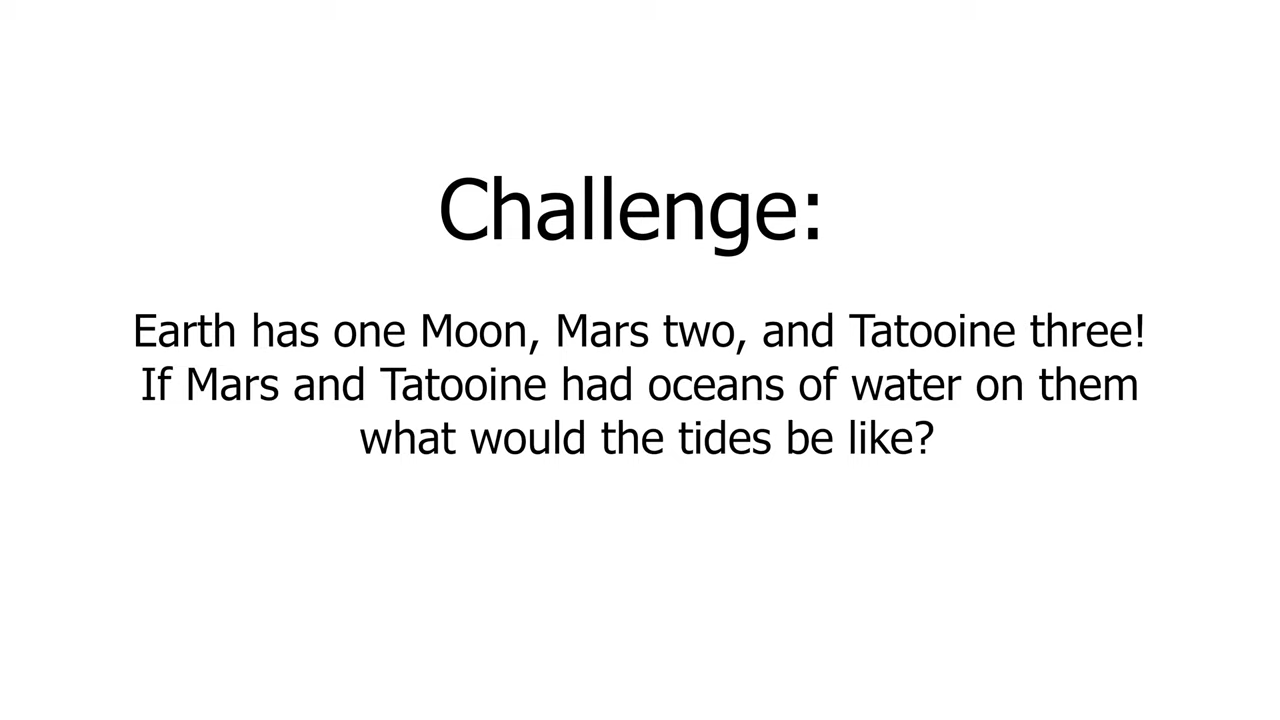 Challenge:
Earth has one Moon, Mars two, and Tatooine three!
If Mars and Tatooine had oceans of water on them
what would the tides be like?